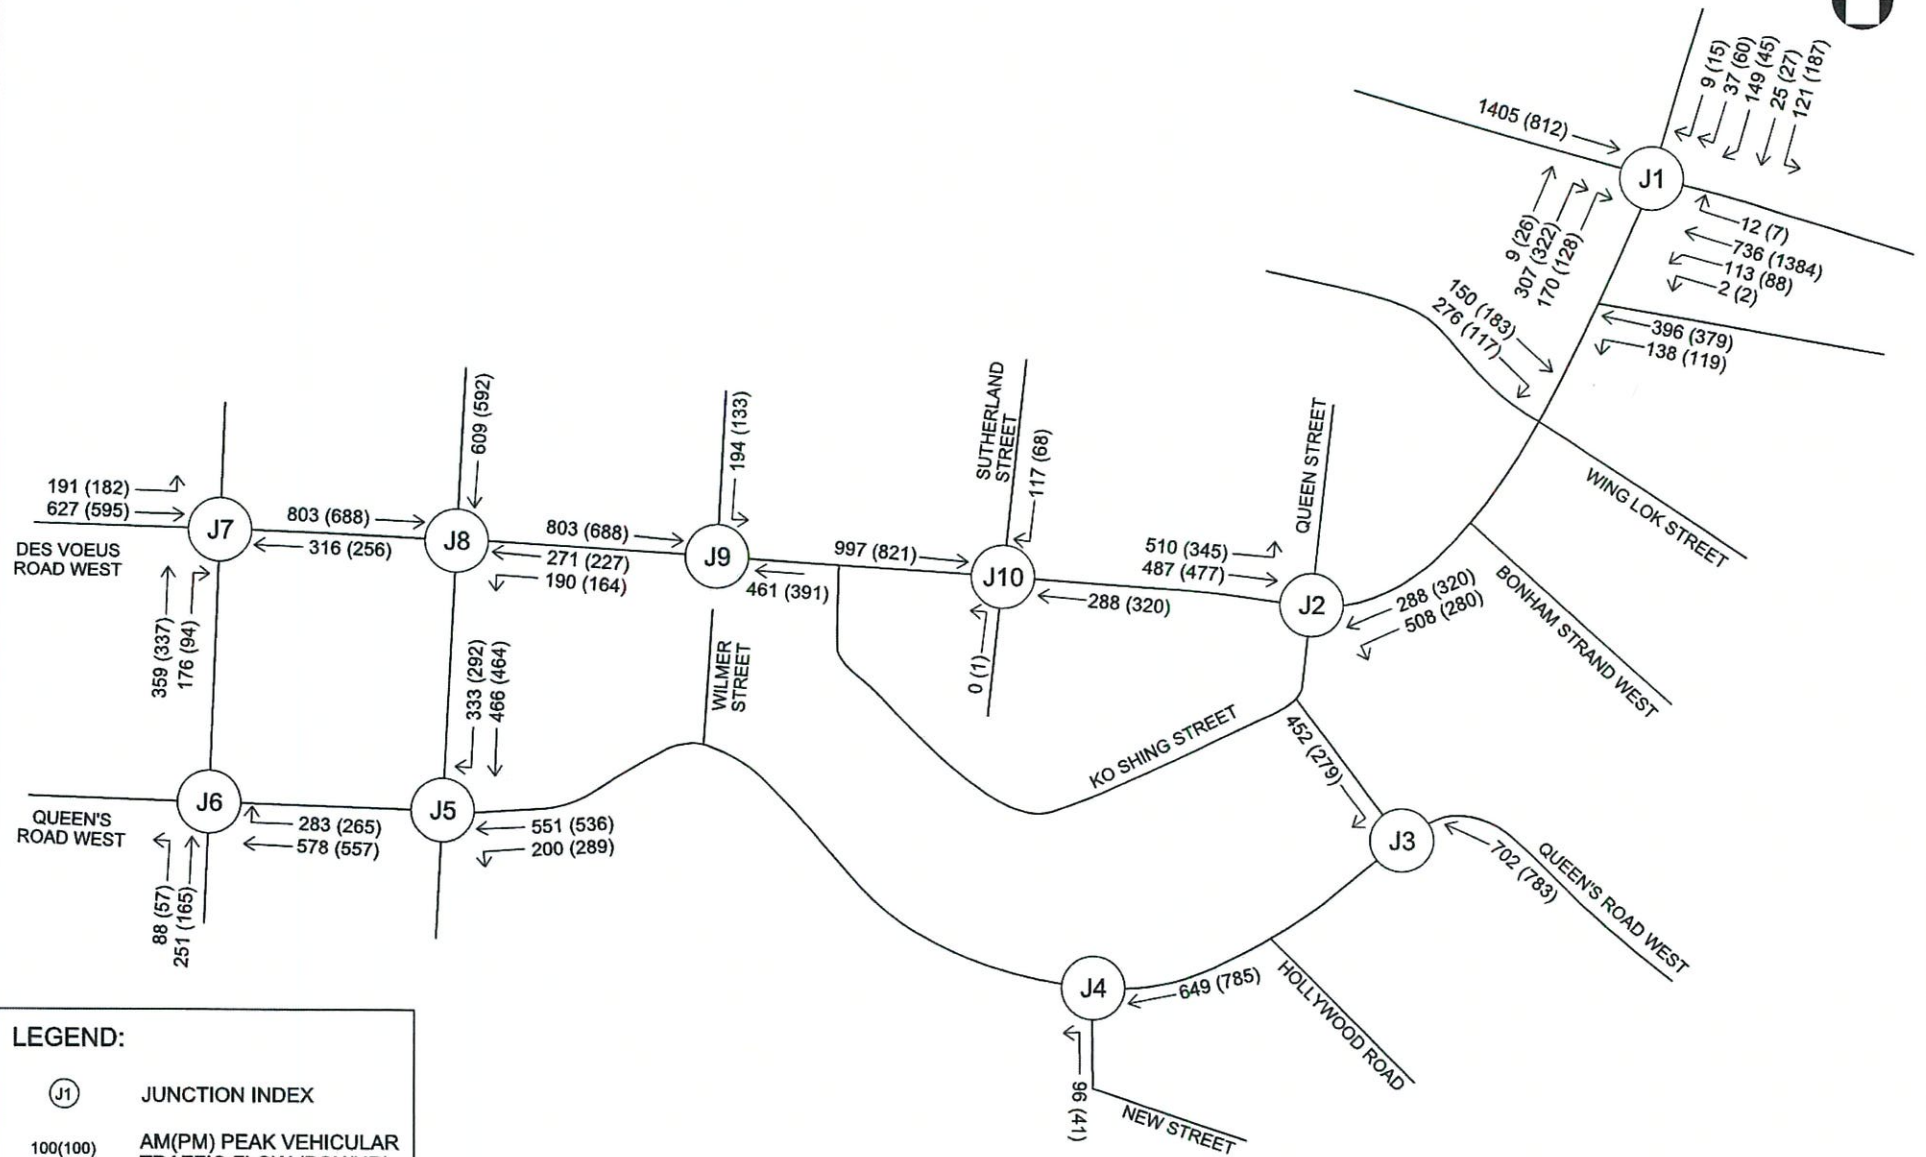 9 (15)
37 (60)
149 (45)
25 (27)
121 (187)
1405 (812)
J1
9 (26)
307 (322)
170 (128)
12 (7)
736 (1384)
113 (88)
2 (2)
150 (183)
276 (117)
396 (379)
138 (119)
WING LOK STREET
BONHAM STRAND WEST
191 (182)
627 (595)
DES VOEUS
ROAD WEST
J7
803 (688)
316 (256)
609 (592)
J8
803 (688)
271 (227)
190 (164)
194 (133)
J9
997 (821)
461 (391)
SUTHERLAND
STREET
117 (68)
J10
0 (1)
510 (345)
487 (477)
288 (320)
QUEEN STREET
J2
288 (320)
508 (280)
359 (337)
176 (94)
333 (292)
466 (464)
WILMER
STREET
KO SHING STREET
452 (279)
J3
702 (783)
QUEEN'S ROAD WEST
QUEEN'S
ROAD WEST
J6
283 (265)
578 (557)
88 (57)
251 (165)
J5
551 (536)
200 (289)
J4
649 (785)
HOLLYWOOD ROAD
96 (41)
NEW STREET
LEGEND:
J1 JUNCTION INDEX
100(100) AM(PM) PEAK VEHICULAR